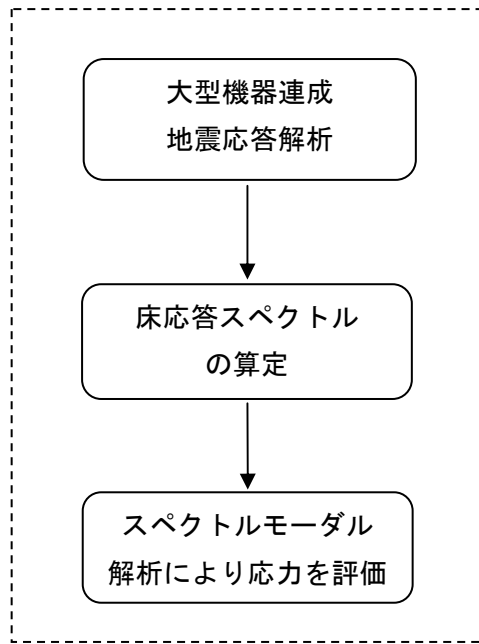 大型機器連成
地震応答解析
床応答スペクトル
の算定
スペクトルモーダル
解析により応力を評価